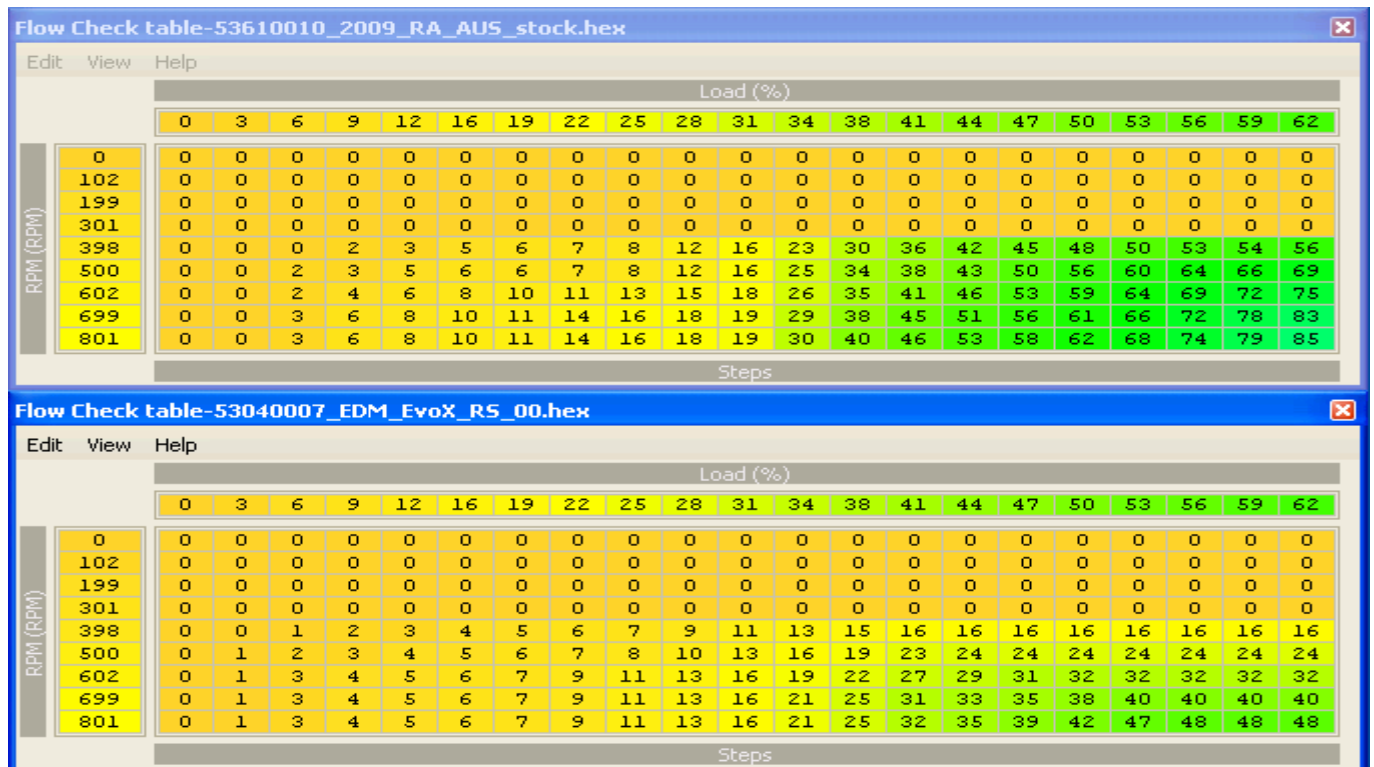 Flow Check table-53610010_2009_RA_AUS_stock.hex
Edit View Help
Load (%)
0 3 6 9 12 16 19 22 25 28 31 34 38 41 44 47 50 53 56 59 62
RPM (RPM)
0 0 0 0 0 0 0 0 0 0 0 0 0 0 0 0 0 0 0 0 0 0
102 0 0 0 0 0 0 0 0 0 0 0 0 0 0 0 0 0 0 0 0 0
199 0 0 0 0 0 0 0 0 0 0 0 0 0 0 0 0 0 0 0 0 0
301 0 0 0 0 0 0 0 0 0 0 0 0 0 0 0 0 0 0 0 0 0
398 0 0 0 2 3 5 6 7 8 12 16 23 30 36 42 45 48 50 53 54 56
500 0 0 2 3 5 6 6 7 8 12 16 25 34 38 43 50 56 60 64 66 69
602 0 0 2 4 6 8 10 11 13 15 18 26 35 41 46 53 59 64 69 72 75
699 0 0 3 6 8 10 11 14 16 18 19 29 38 45 51 56 61 66 72 78 83
801 0 0 3 6 8 10 11 14 16 18 19 30 40 46 53 58 62 68 74 79 85
Steps
Flow Check table-53040007_EDM_EvoX_RS_00.hex
Edit View Help
Load (%)
0 3 6 9 12 16 19 22 25 28 31 34 38 41 44 47 50 53 56 59 62
RPM (RPM)
0 0 0 0 0 0 0 0 0 0 0 0 0 0 0 0 0 0 0 0 0 0
102 0 0 0 0 0 0 0 0 0 0 0 0 0 0 0 0 0 0 0 0 0
199 0 0 0 0 0 0 0 0 0 0 0 0 0 0 0 0 0 0 0 0 0
301 0 0 0 0 0 0 0 0 0 0 0 0 0 0 0 0 0 0 0 0 0
398 0 0 1 2 3 4 5 6 7 9 11 13 15 16 16 16 16 16 16 16 16
500 0 1 2 3 4 5 6 7 8 10 13 16 19 23 24 24 24 24 24 24 24
602 0 1 3 4 5 6 7 9 11 13 16 19 22 27 29 31 32 32 32 32 32
699 0 1 3 4 5 6 7 9 11 13 16 21 25 31 33 35 38 40 40 40 40
801 0 1 3 4 5 6 7 9 11 13 16 21 25 32 35 39 42 47 48 48 48
Steps